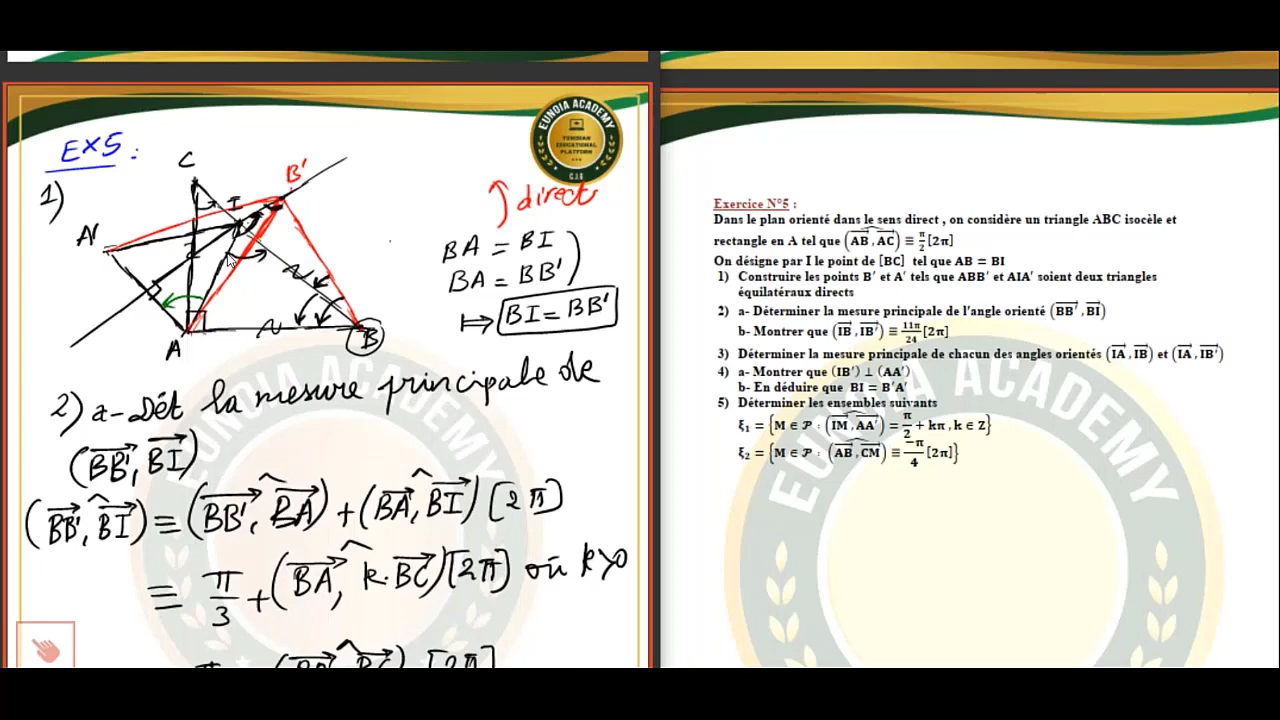 EX5 :
1)
C
B'
I
A'
A
B
direct
BA = BI
BA = BB'
⟹ BI = BB'
2) a- Dét la mesure principale de
(BB', BI)
(BB', BI) ≡ (BB', BA) + (BA, BI) [2π]
≡ π/3 + (BA, k.BC) [2π] où k>0
EUNOIA ACADEMY
TUNISIAN
EDUCATIONAL
PLATFORM
Exercice N°5 :
Dans le plan orienté dans le sens direct , on considère un triangle ABC isocèle et
rectangle en A tel que (AB , AC) ≡ π/2 [2π]
On désigne par I le point de [BC] tel que AB = BI
1) Construire les points B′ et A′ tels que ABB′ et AIA′ soient deux triangles
équilatéraux directs
2) a- Déterminer la mesure principale de l'angle orienté (BB′ , BI)
b- Montrer que (IB , IB′) ≡ 11π/24 [2π]
3) Déterminer la mesure principale de chacun des angles orientés (IA , IB) et (IA , IB′)
4) a- Montrer que (IB′) ⊥ (AA′)
b- En déduire que BI = B′A′
5) Déterminer les ensembles suivants
ξ₁ = {M ∈ 𝒫 : (IM, AA′) = π/2 + kπ , k ∈ Z}
ξ₂ = {M ∈ 𝒫 : (AB , CM) ≡ −π/4 [2π]}